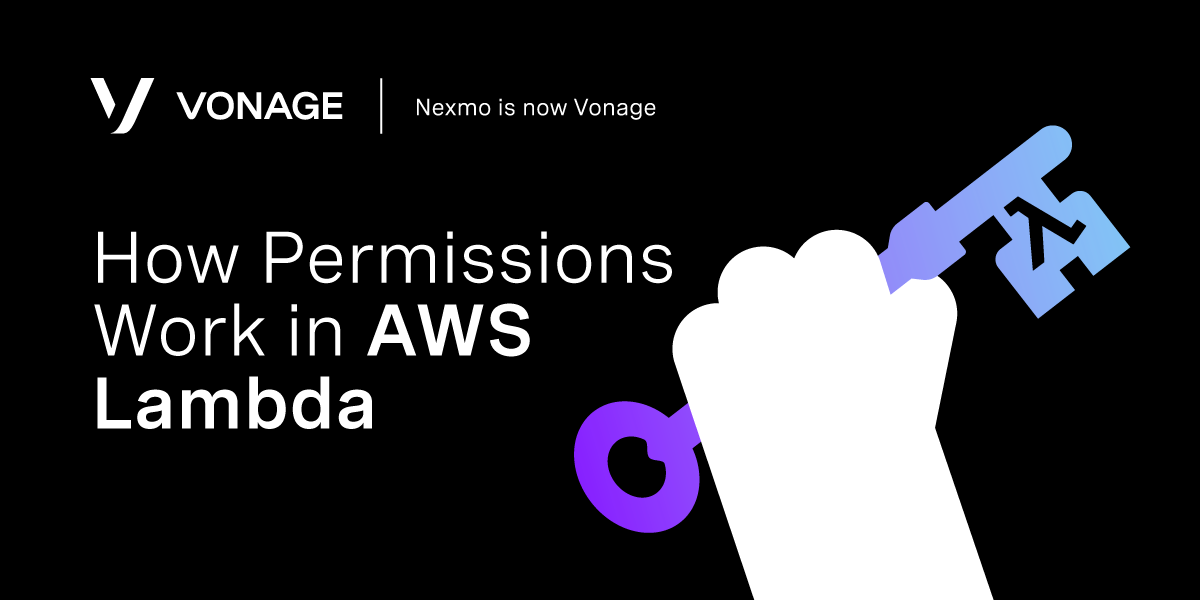 VONAGE
Nexmo is now Vonage
How Permissions
Work in AWS
Lambda
λ